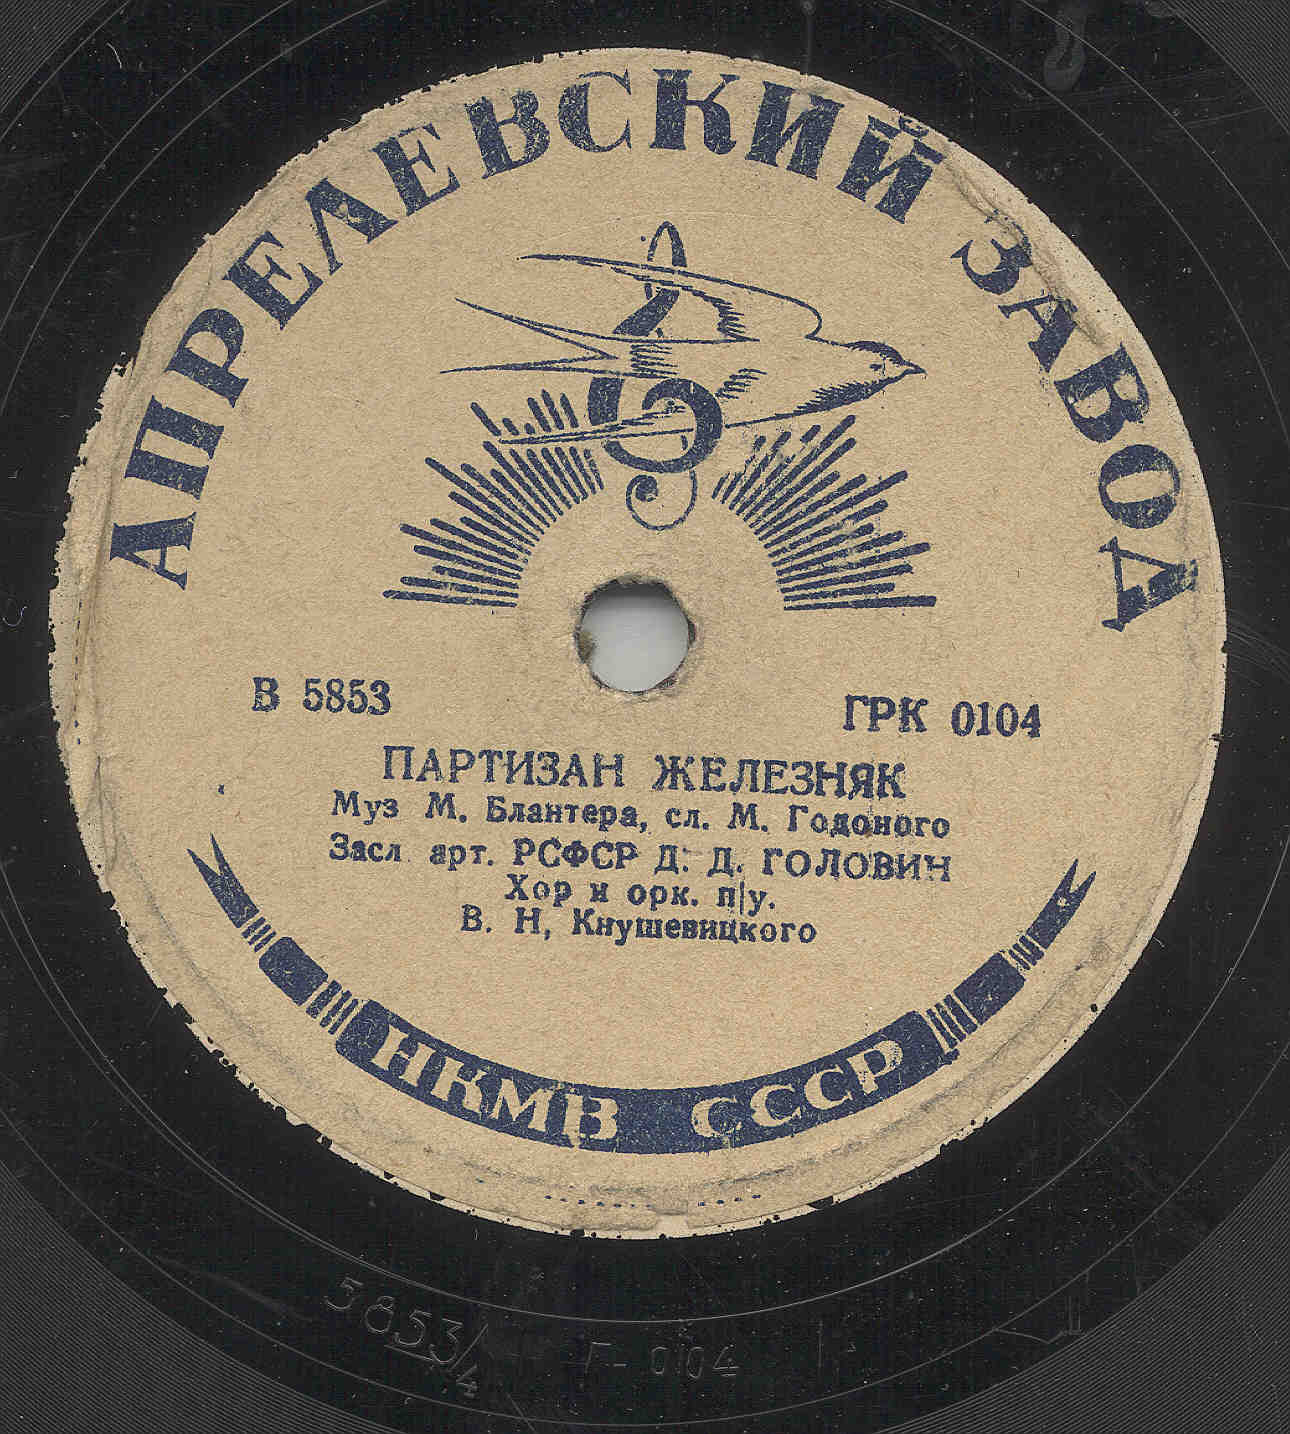 АПРЕЛЕВСКИЙ ЗАВОД
В 5853
ГРК 0104
ПАРТИЗАН ЖЕЛЕЗНЯК
Муз М. Блантера, сл. М. Годоного
Засл арт. РСФСР Д. Д. ГОЛОВИН
Хор и орк. п/у.
В. Н, Кнушевицкого
НКМВ СССР
5853/4
Г-0104